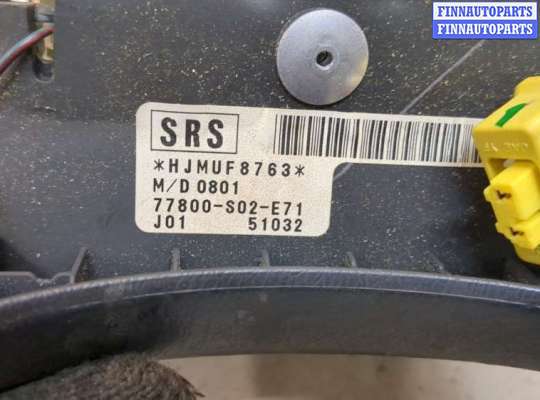 FINNAUTOPARTS
FINNAUTOPARTS
SRS
*HJMUF8763*
M/D 0801
77800-S02-E71
J01 51032